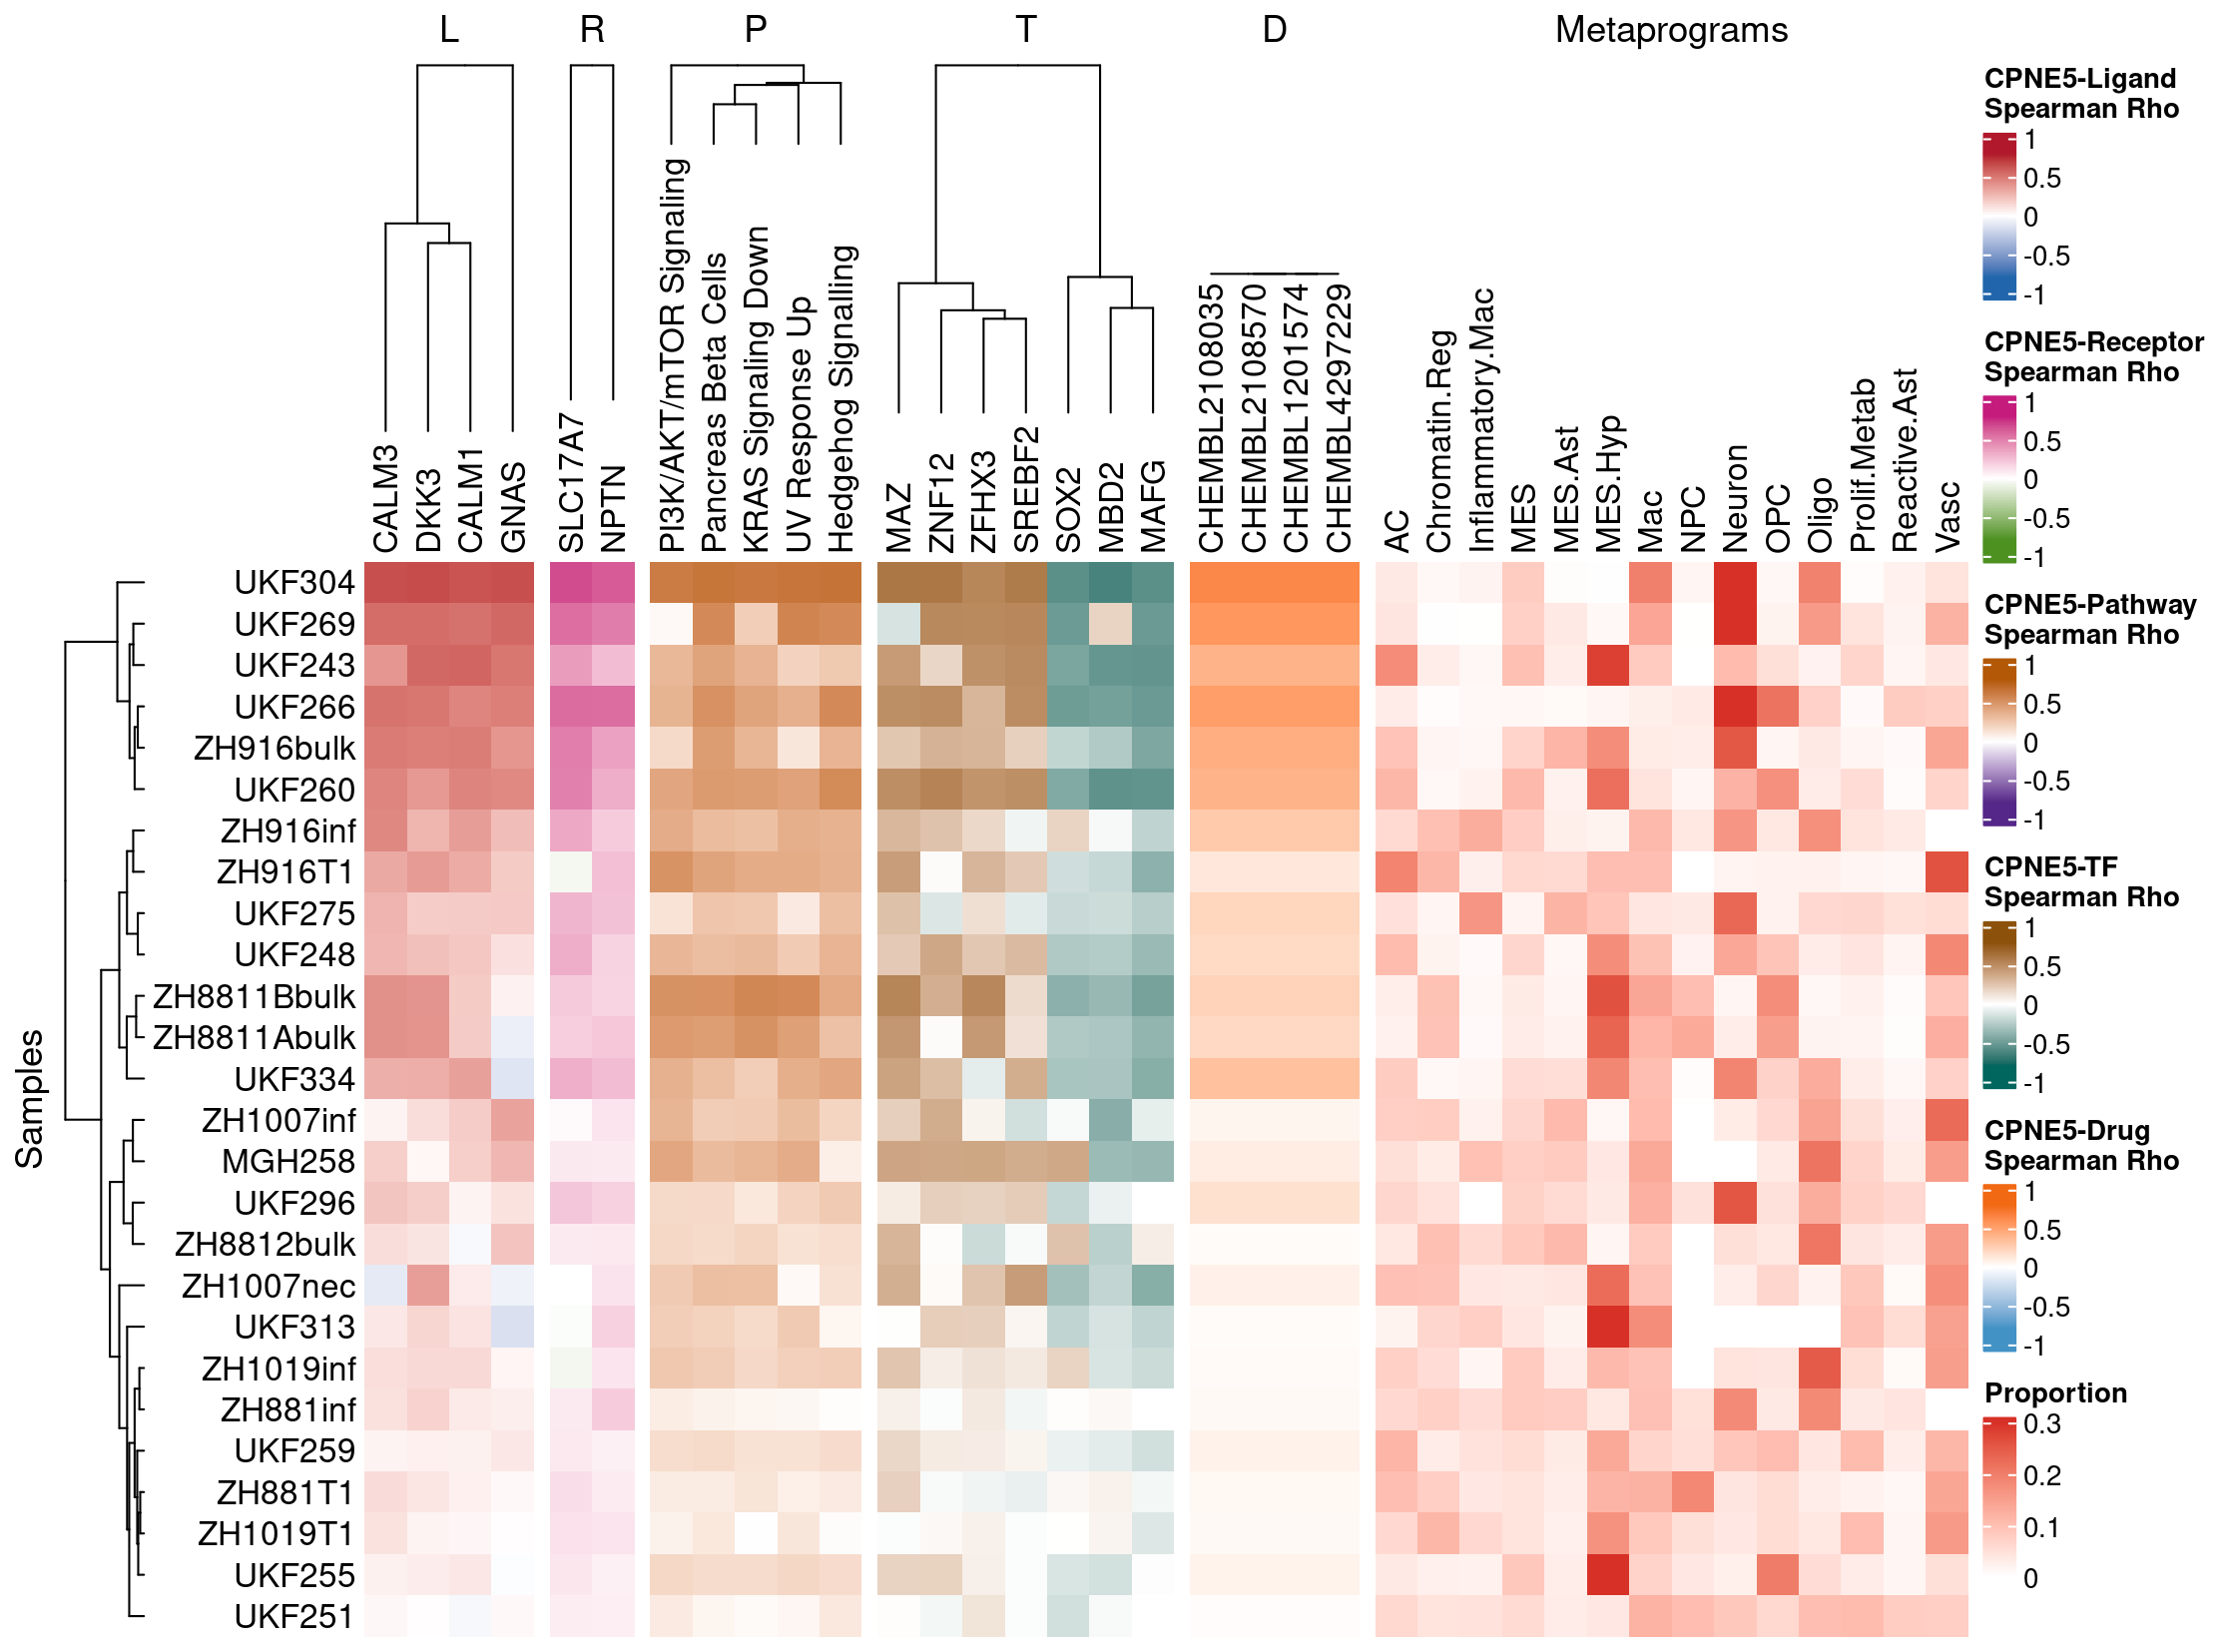 L R P T D Metaprograms
CALM3
DKK3
CALM1
GNAS
SLC17A7
NPTN
PI3K/AKT/mTOR Signaling
Pancreas Beta Cells
KRAS Signaling Down
UV Response Up
Hedgehog Signalling
MAZ
ZNF12
ZFHX3
SREBF2
SOX2
MBD2
MAFG
CHEMBL2108035
CHEMBL2108570
CHEMBL1201574
CHEMBL4297229
AC
Chromatin.Reg
Inflammatory.Mac
MES
MES.Ast
MES.Hyp
Mac
NPC
Neuron
OPC
Oligo
Prolif.Metab
Reactive.Ast
Vasc
Samples
UKF304
UKF269
UKF243
UKF266
ZH916bulk
UKF260
ZH916inf
ZH916T1
UKF275
UKF248
ZH8811Bbulk
ZH8811Abulk
UKF334
ZH1007inf
MGH258
UKF296
ZH8812bulk
ZH1007nec
UKF313
ZH1019inf
ZH881inf
UKF259
ZH881T1
ZH1019T1
UKF255
UKF251
CPNE5-Ligand
Spearman Rho
1
0.5
0
-0.5
-1
CPNE5-Receptor
Spearman Rho
1
0.5
0
-0.5
-1
CPNE5-Pathway
Spearman Rho
1
0.5
0
-0.5
-1
CPNE5-TF
Spearman Rho
1
0.5
0
-0.5
-1
CPNE5-Drug
Spearman Rho
1
0.5
0
-0.5
-1
Proportion
0.3
0.2
0.1
0